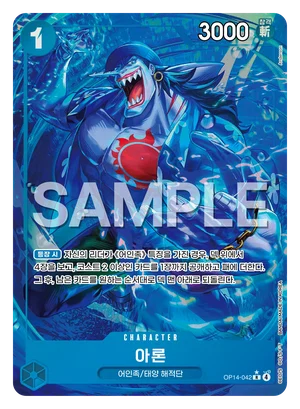 1
3000
참격
斬
SAMPLE
등장 시 자신의 리더가 《어인족》 특징을 가진 경우, 덱 위에서
4장을 보고, 코스트 2 이상인 카드를 1장까지 공개하고 패에 더한다.
그 후, 남은 카드를 원하는 순서대로 덱 맨 아래로 되돌린다.
CHARACTER
아론
어인족/태양 해적단
OP14-042